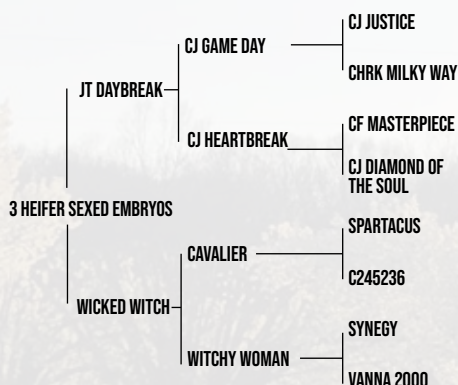 CJ JUSTICE
CJ GAME DAY
CHRK MILKY WAY
JT DAYBREAK
CF MASTERPIECE
CJ HEARTBREAK
CJ DIAMOND OF
THE SOUL
3 HEIFER SEXED EMBRYOS
SPARTACUS
CAVALIER
C245236
WICKED WITCH
SYNEGY
WITCHY WOMAN
VANNA 2000